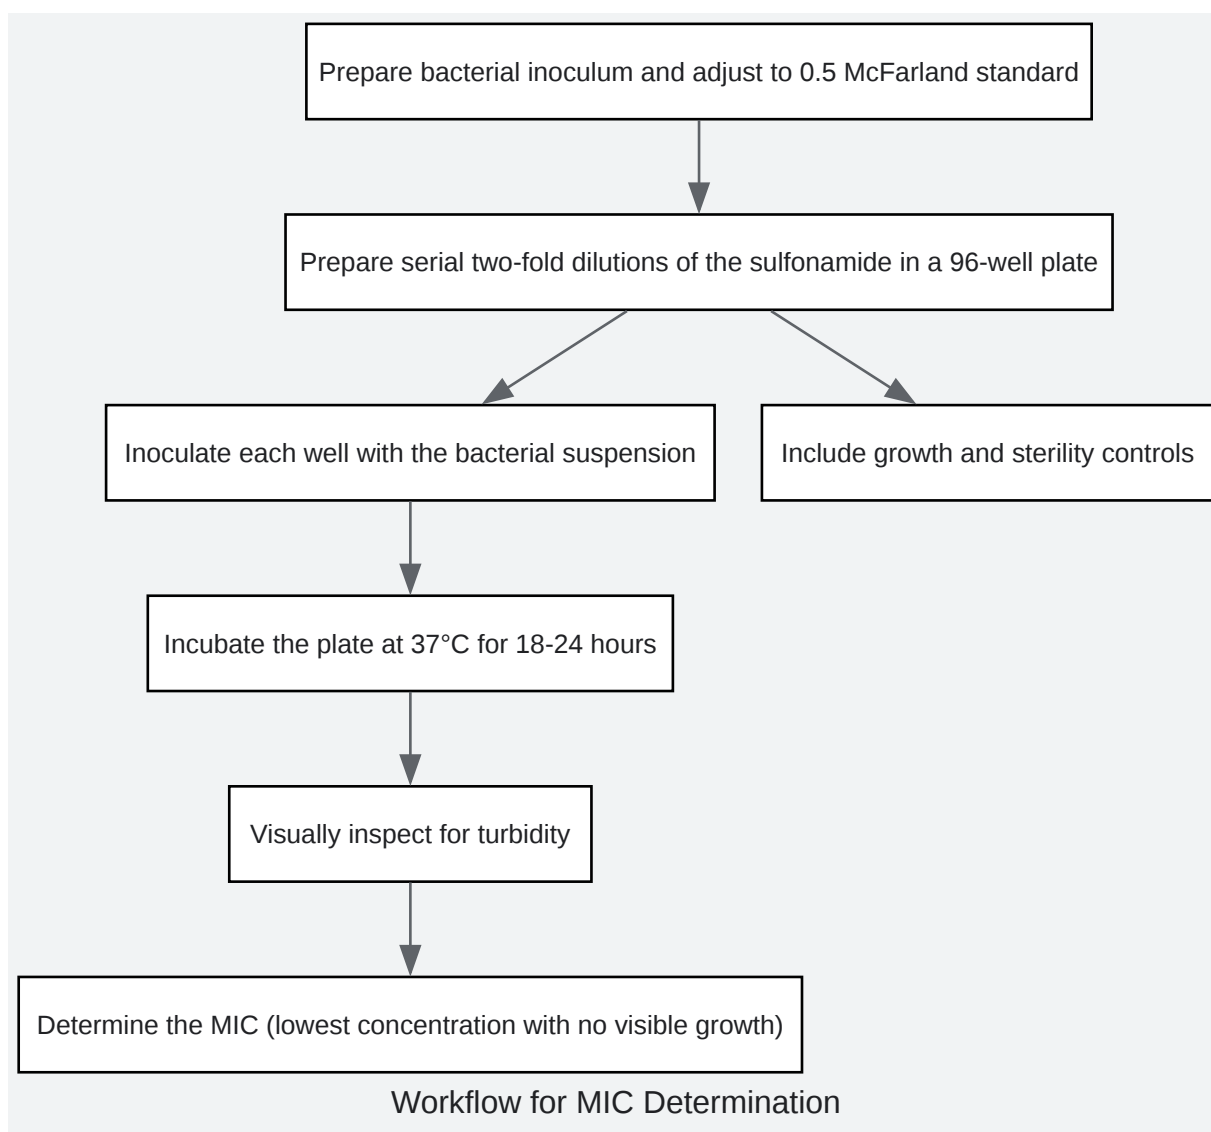 Prepare bacterial inoculum and adjust to 0.5 McFarland standard
Prepare serial two-fold dilutions of the sulfonamide in a 96-well plate
Inoculate each well with the bacterial suspension
Include growth and sterility controls
Incubate the plate at 37°C for 18-24 hours
Visually inspect for turbidity
Determine the MIC (lowest concentration with no visible growth)
Workflow for MIC Determination